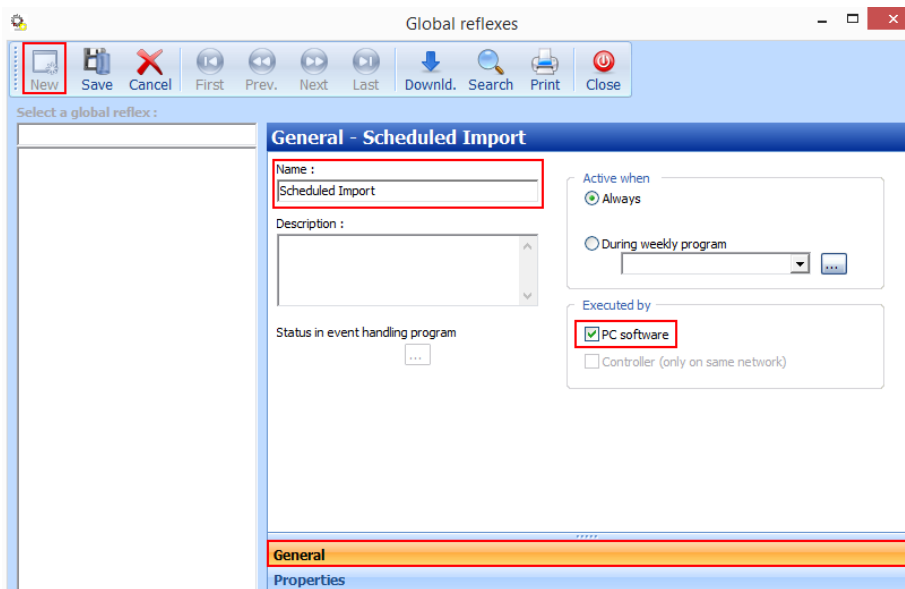 Global reflexes
New Save Cancel First Prev. Next Last Downld. Search Print Close
Select a global reflex :
General - Scheduled Import
Name :
Scheduled Import
Description :
Status in event handling program
...
Active when
Always
During weekly program
...
Executed by
PC software
Controller (only on same network)
General
Properties